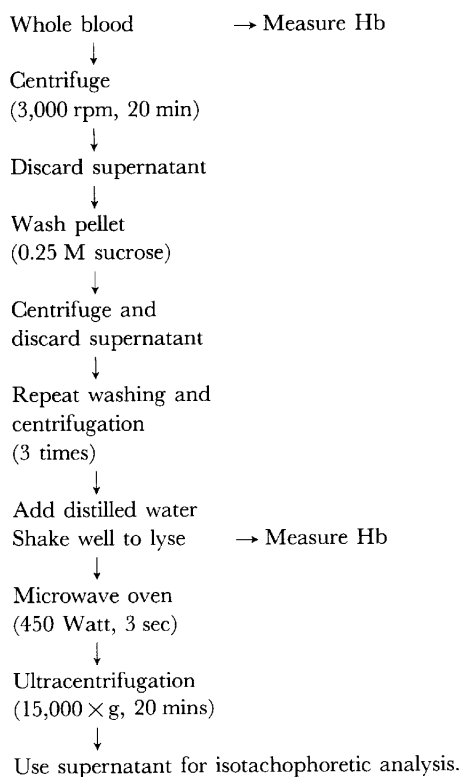 Whole blood → Measure Hb
↓
Centrifuge
(3,000 rpm, 20 min)
↓
Discard supernatant
↓
Wash pellet
(0.25 M sucrose)
↓
Centrifuge and
discard supernatant
↓
Repeat washing and
centrifugation
(3 times)
↓
Add distilled water
Shake well to lyse → Measure Hb
↓
Microwave oven
(450 Watt, 3 sec)
↓
Ultracentrifugation
(15,000 × g, 20 mins)
↓
Use supernatant for isotachophoretic analysis.